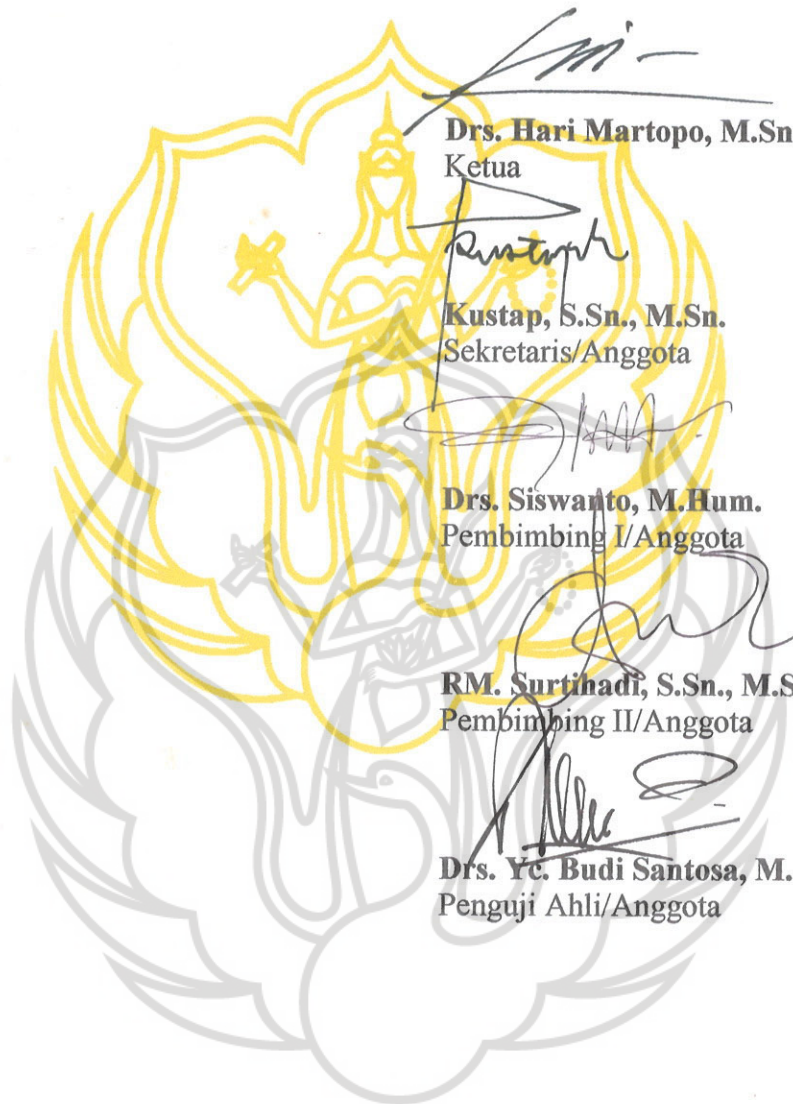 Drs. Hari Martopo, M.Sn
Ketua
Kustap, S.Sn., M.Sn.
Sekretaris/Anggota
Drs. Siswanto, M.Hum.
Pembimbing I/Anggota
RM. Surtihadi, S.Sn., M.S
Pembimbing II/Anggota
Drs. Yc. Budi Santosa, M.
Penguji Ahli/Anggota